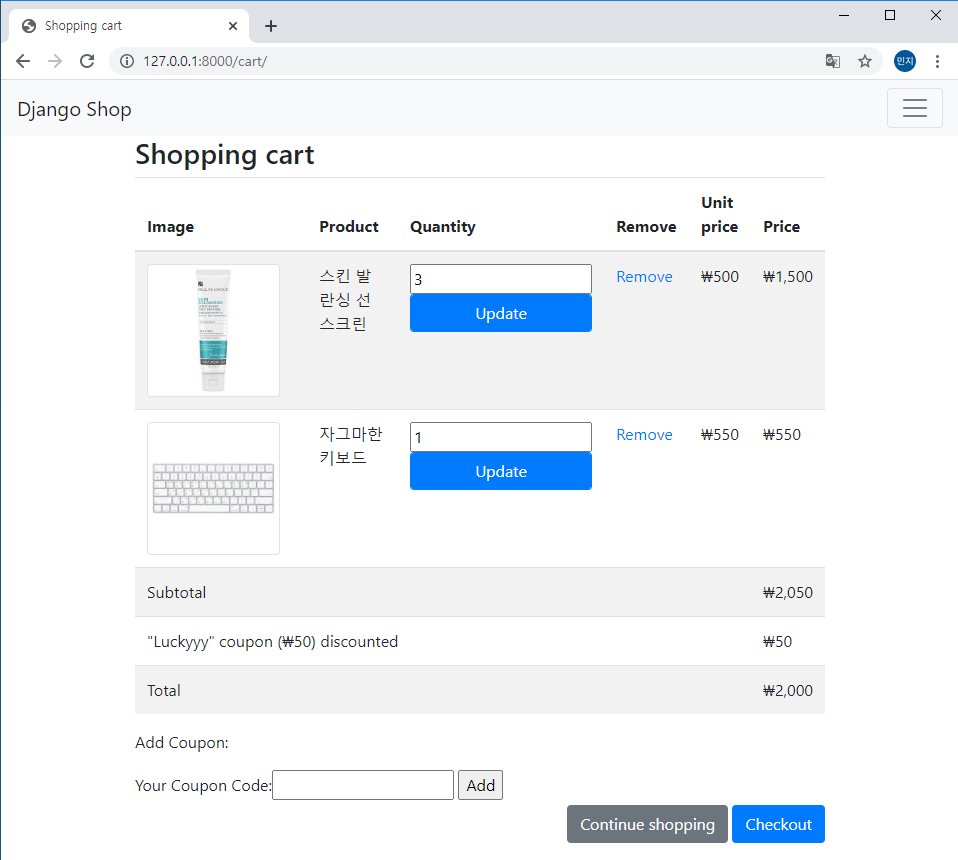 Shopping cart
127.0.0.1:8000/cart/
민지
Django Shop
Shopping cart
Image Product Quantity Remove Unit price Price
스킨 발
란싱 선
스크린
3
Update
Remove
₩500
₩1,500
자그마한
키보드
1
Update
Remove
₩550
₩550
Subtotal ₩2,050
"Luckyyy" coupon (₩50) discounted ₩50
Total ₩2,000
Add Coupon:
Your Coupon Code: Add
Continue shopping Checkout